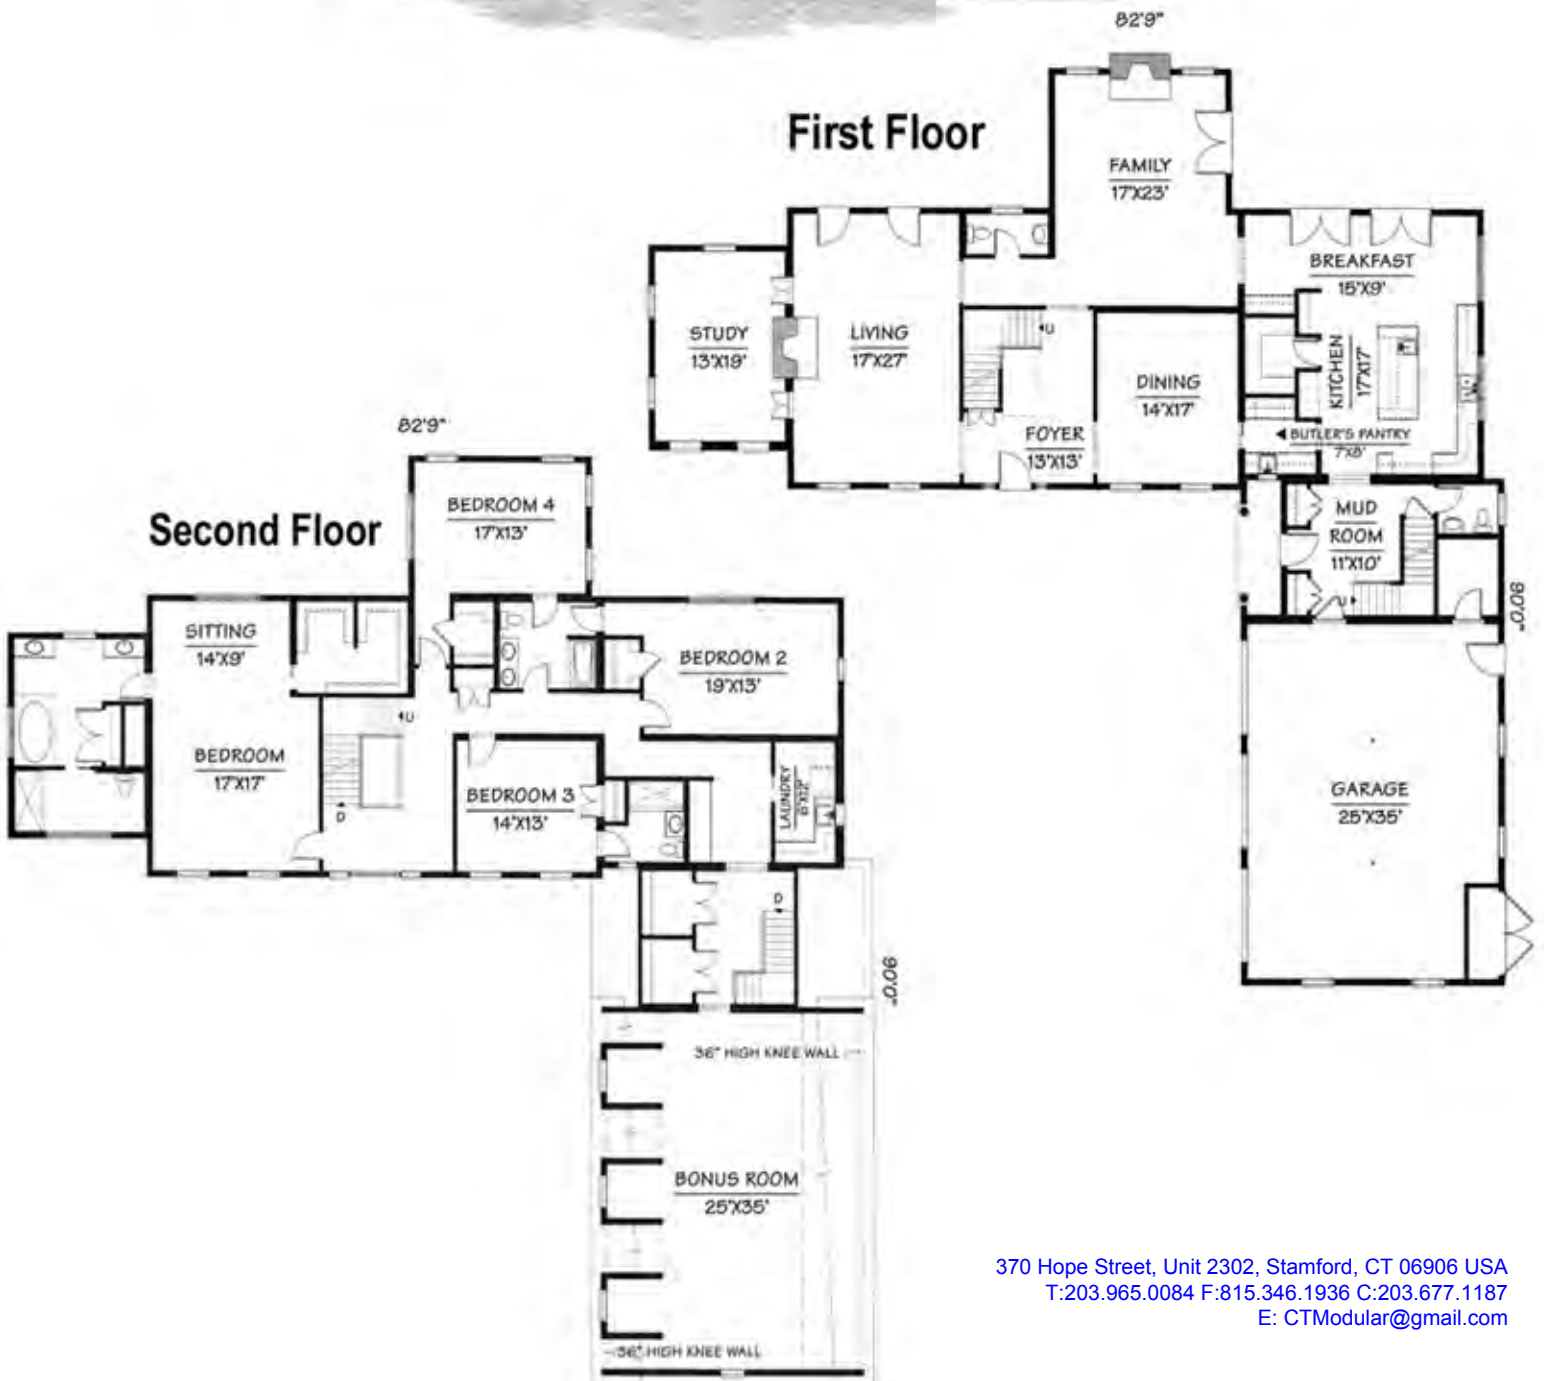 82'9"
First Floor
FAMILY
17'X23'
BREAKFAST
15'X9'
STUDY
13'X19'
LIVING
17'X27'
U
KITCHEN
17'X17'
DINING
14'X17'
FOYER
13'X13'
BUTLER'S PANTRY
7'X8'
MUD
ROOM
11'X10'
U
90'0"
GARAGE
25'X35'
82'9"
Second Floor
BEDROOM 4
17'X13'
SITTING
14'X9'
BEDROOM 2
19'X13'
U
BEDROOM
17'X17'
D
BEDROOM 3
14'X13'
LAUNDRY
8'X12'
D
90'0"
36" HIGH KNEE WALL
BONUS ROOM
25'X35'
36" HIGH KNEE WALL
370 Hope Street, Unit 2302, Stamford, CT 06906 USA
T:203.965.0084 F:815.346.1936 C:203.677.1187
E: CTModular@gmail.com